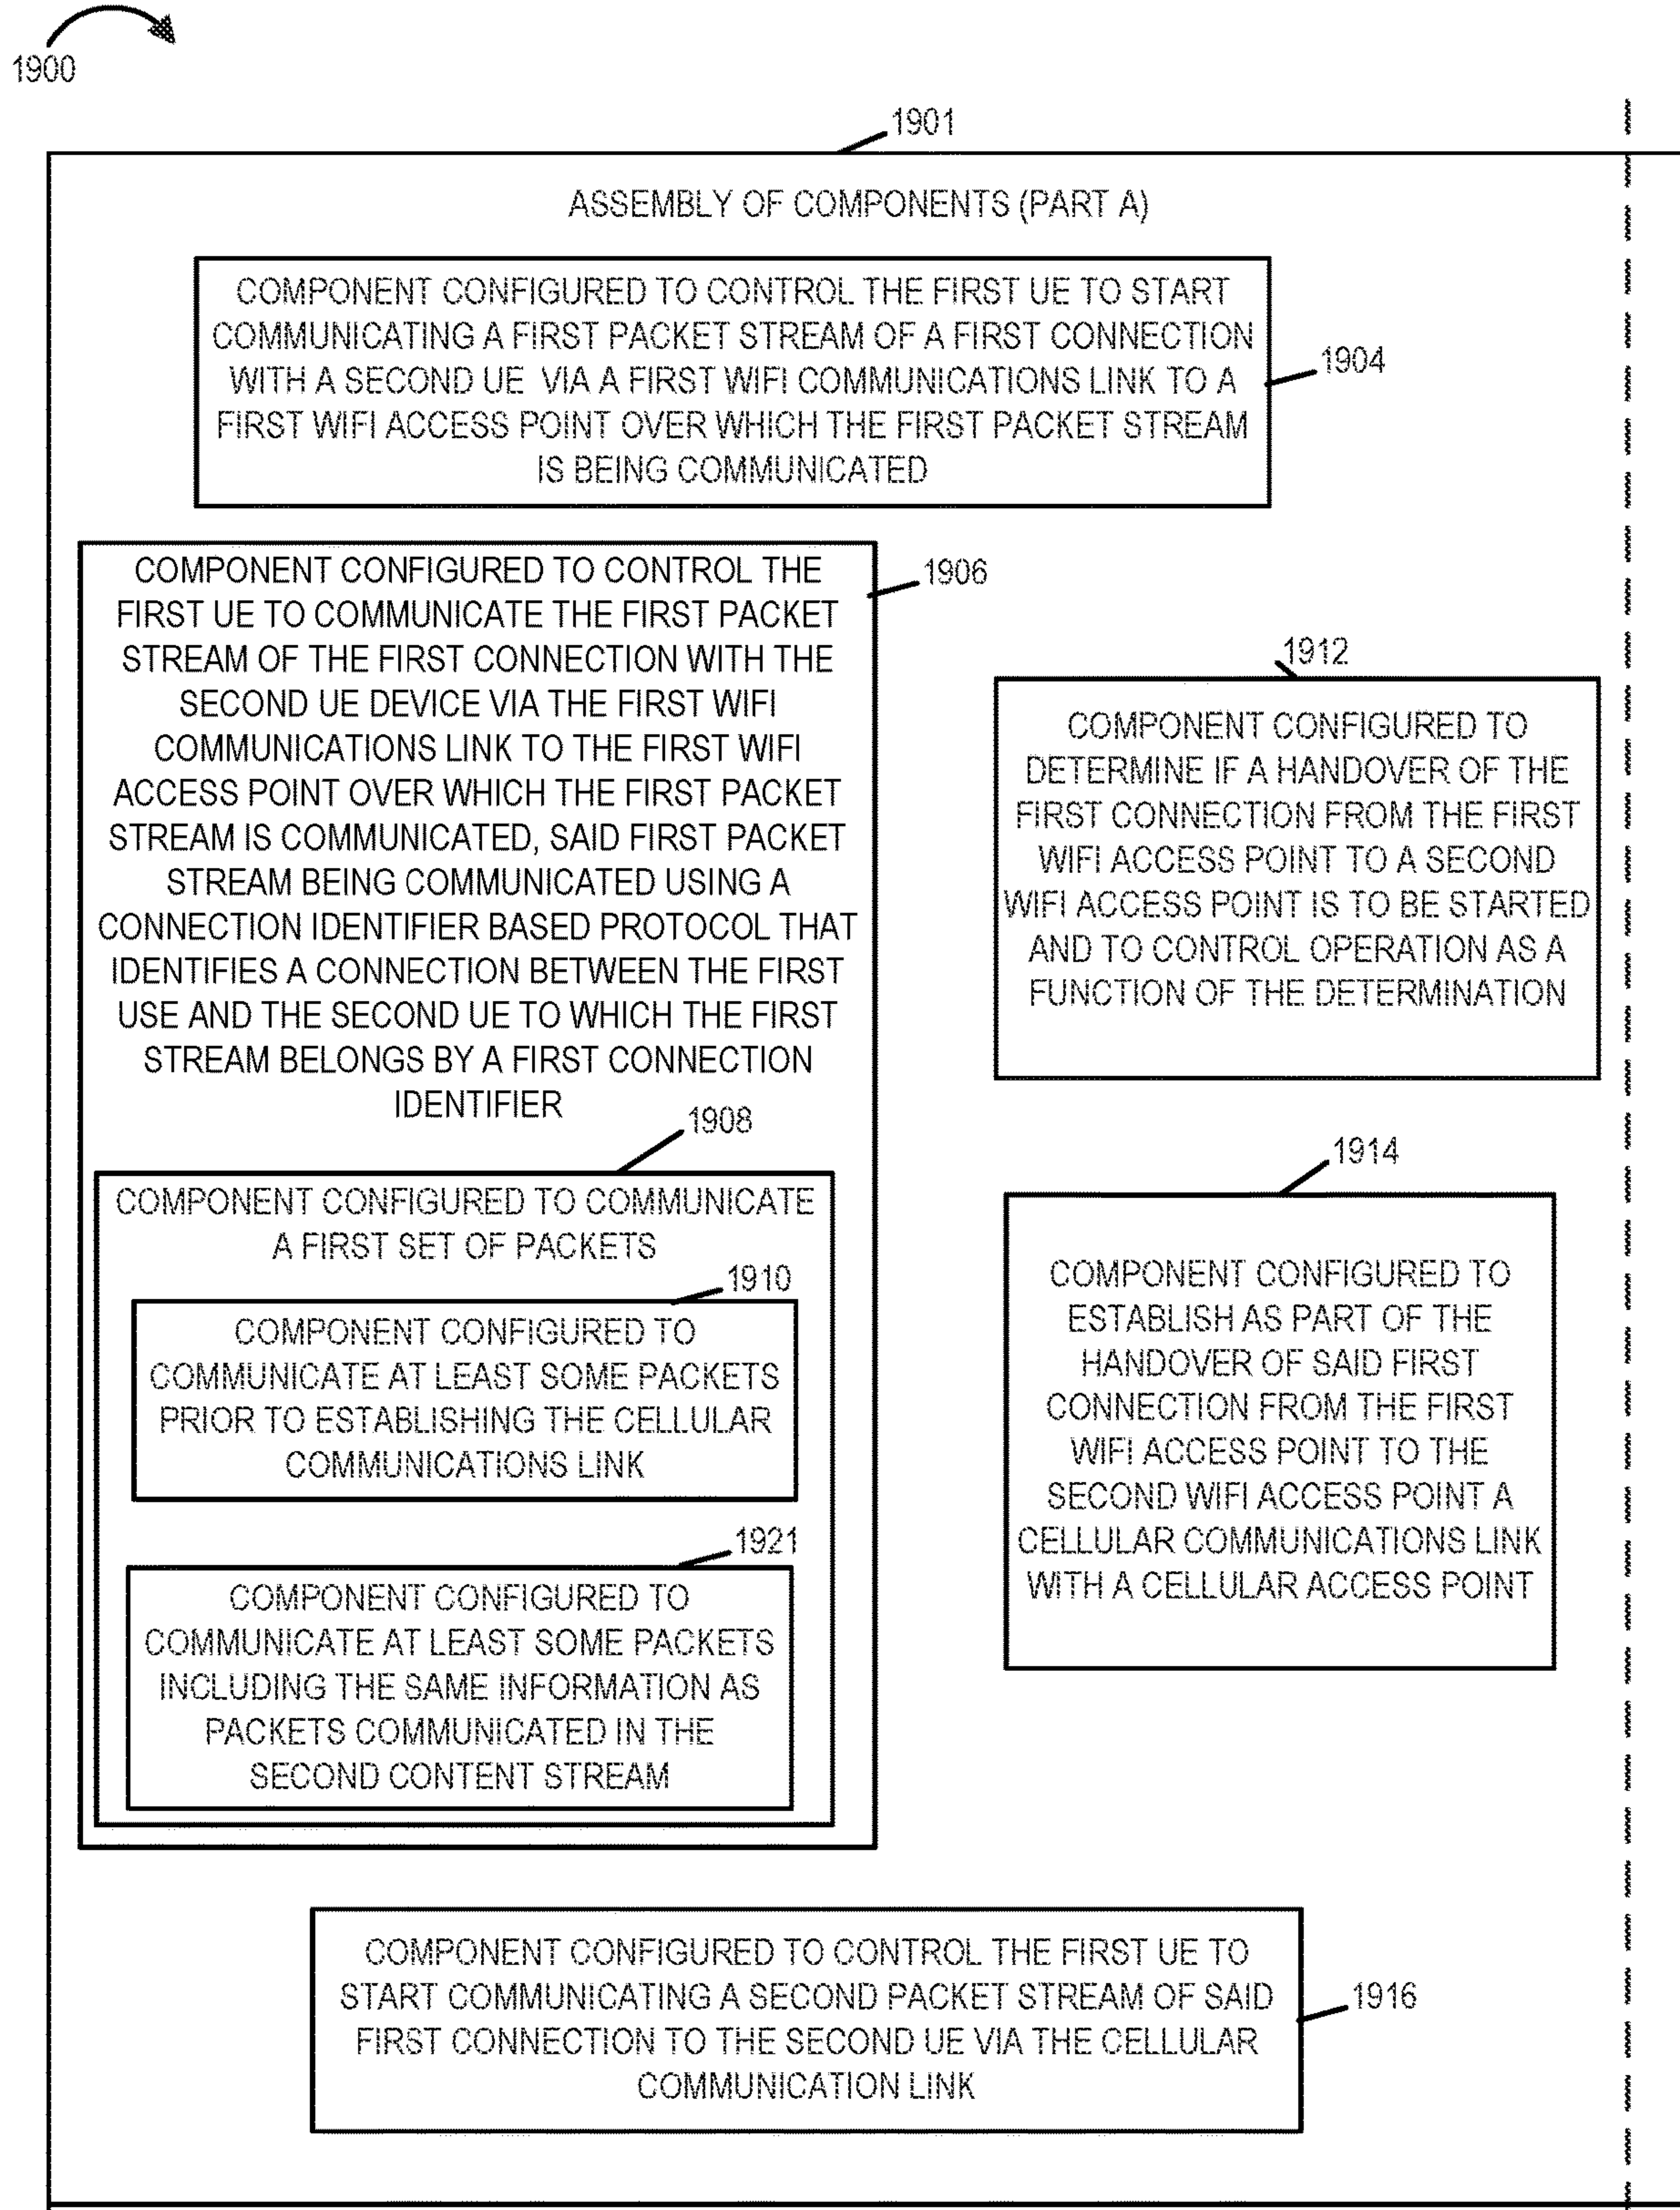 1900
1901
ASSEMBLY OF COMPONENTS (PART A)
COMPONENT CONFIGURED TO CONTROL THE FIRST UE TO START
COMMUNICATING A FIRST PACKET STREAM OF A FIRST CONNECTION
WITH A SECOND UE VIA A FIRST WIFI COMMUNICATIONS LINK TO A
FIRST WIFI ACCESS POINT OVER WHICH THE FIRST PACKET STREAM
IS BEING COMMUNICATED
1904
COMPONENT CONFIGURED TO CONTROL THE
FIRST UE TO COMMUNICATE THE FIRST PACKET
STREAM OF THE FIRST CONNECTION WITH THE
SECOND UE DEVICE VIA THE FIRST WIFI
COMMUNICATIONS LINK TO THE FIRST WIFI
ACCESS POINT OVER WHICH THE FIRST PACKET
STREAM IS COMMUNICATED, SAID FIRST PACKET
STREAM BEING COMMUNICATED USING A
CONNECTION IDENTIFIER BASED PROTOCOL THAT
IDENTIFIES A CONNECTION BETWEEN THE FIRST
USE AND THE SECOND UE TO WHICH THE FIRST
STREAM BELONGS BY A FIRST CONNECTION
IDENTIFIER
1906
1908
COMPONENT CONFIGURED TO COMMUNICATE
A FIRST SET OF PACKETS
1910
COMPONENT CONFIGURED TO
COMMUNICATE AT LEAST SOME PACKETS
PRIOR TO ESTABLISHING THE CELLULAR
COMMUNICATIONS LINK
1921
COMPONENT CONFIGURED TO
COMMUNICATE AT LEAST SOME PACKETS
INCLUDING THE SAME INFORMATION AS
PACKETS COMMUNICATED IN THE
SECOND CONTENT STREAM
1912
COMPONENT CONFIGURED TO
DETERMINE IF A HANDOVER OF THE
FIRST CONNECTION FROM THE FIRST
WIFI ACCESS POINT TO A SECOND
WIFI ACCESS POINT IS TO BE STARTED
AND TO CONTROL OPERATION AS A
FUNCTION OF THE DETERMINATION
1914
COMPONENT CONFIGURED TO
ESTABLISH AS PART OF THE
HANDOVER OF SAID FIRST
CONNECTION FROM THE FIRST
WIFI ACCESS POINT TO THE
SECOND WIFI ACCESS POINT A
CELLULAR COMMUNICATIONS LINK
WITH A CELLULAR ACCESS POINT
COMPONENT CONFIGURED TO CONTROL THE FIRST UE TO
START COMMUNICATING A SECOND PACKET STREAM OF SAID
FIRST CONNECTION TO THE SECOND UE VIA THE CELLULAR
COMMUNICATION LINK
1916